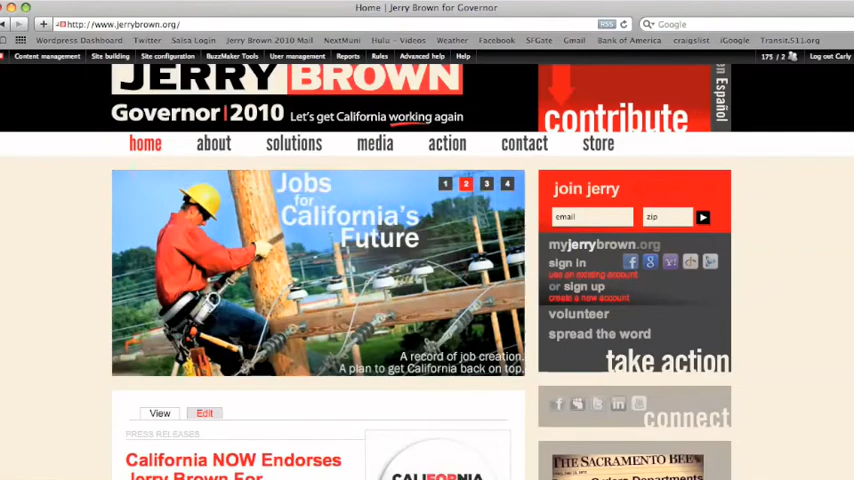 Home | Jerry Brown for Governor
http://www.jerrybrown.org/
RSS
Google
Wordpress Dashboard Twitter Salsa Login Jerry Brown 2010 Mail NextMuni Hulu - Videos Weather Facebook SFGate Gmail Bank of America craigslist iGoogle Transit.511.org
Content management Site building Site configuration BuzzMaker Tools User management Reports Rules Advanced help Help 175 / 2 Log out Carly
JERRY BROWN
Governor 2010 Let's get California working again
contribute
en Español
home about solutions media action contact store
Jobs
for
California's
Future
1 2 3 4
A record of job creation.
A plan to get California back on top.
join jerry
email zip
myjerrybrown.org
sign in
use an existing account
or sign up
create a new account
volunteer
spread the word
take action
connect
View Edit
PRESS RELEASES
California NOW Endorses
Jerry Brown For
CALIFORNIA
THE SACRAMENTO BEE
Orders Departments